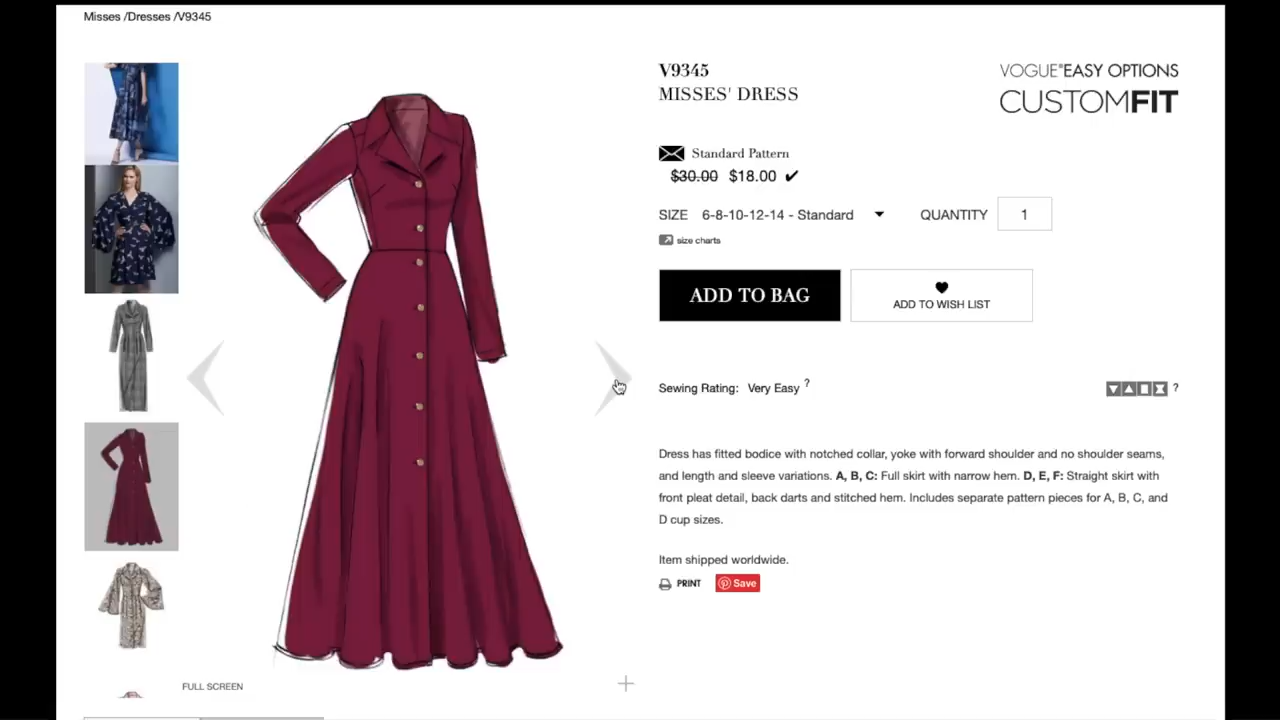 Misses /Dresses /V9345
V9345
MISSES' DRESS
VOGUE®EASY OPTIONS
CUSTOMFIT
Standard Pattern
$30.00 $18.00 ✔
SIZE 6-8-10-12-14 - Standard
QUANTITY 1
size charts
ADD TO BAG
ADD TO WISH LIST
Sewing Rating: Very Easy ?
?
Dress has fitted bodice with notched collar, yoke with forward shoulder and no shoulder seams,
and length and sleeve variations. A, B, C: Full skirt with narrow hem. D, E, F: Straight skirt with
front pleat detail, back darts and stitched hem. Includes separate pattern pieces for A, B, C, and
D cup sizes.
Item shipped worldwide.
PRINT
Save
FULL SCREEN